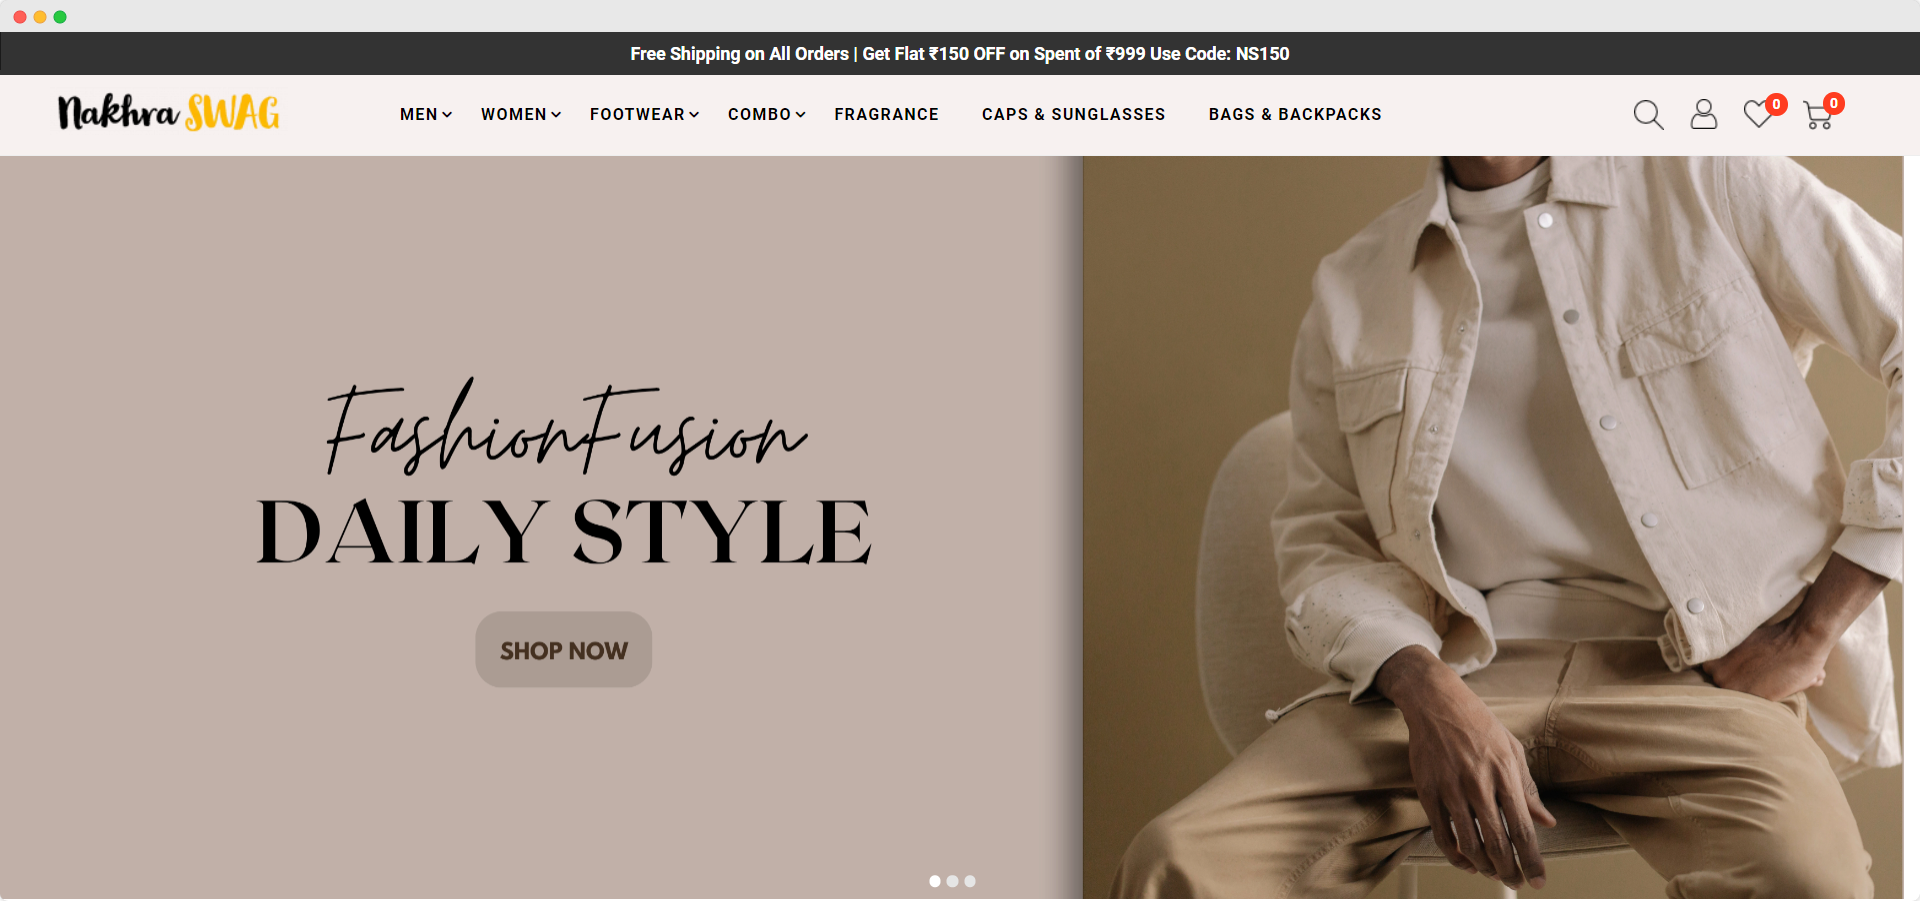 Free Shipping on All Orders | Get Flat ₹150 OFF on Spent of ₹999 Use Code: NS150
Nakhra SWAG
MEN WOMEN FOOTWEAR COMBO FRAGRANCE CAPS & SUNGLASSES BAGS & BACKPACKS 0 0
FashionFusion
DAILY STYLE
SHOP NOW